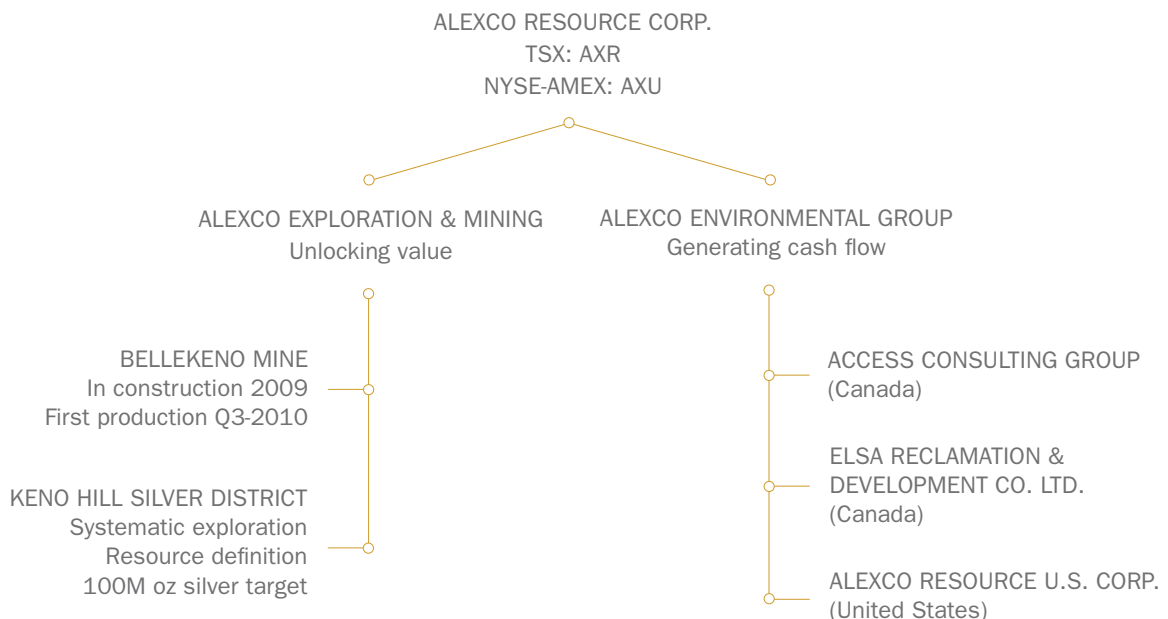 ALEXCO RESOURCE CORP.
TSX: AXR
NYSE-AMEX: AXU
ALEXCO EXPLORATION & MINING
Unlocking value
BELLEKENO MINE
In construction 2009
First production Q3-2010
KENO HILL SILVER DISTRICT
Systematic exploration
Resource definition
100M oz silver target
ALEXCO ENVIRONMENTAL GROUP
Generating cash flow
ACCESS CONSULTING GROUP
(Canada)
ELSA RECLAMATION &
DEVELOPMENT CO. LTD.
(Canada)
ALEXCO RESOURCE U.S. CORP.
(United States)